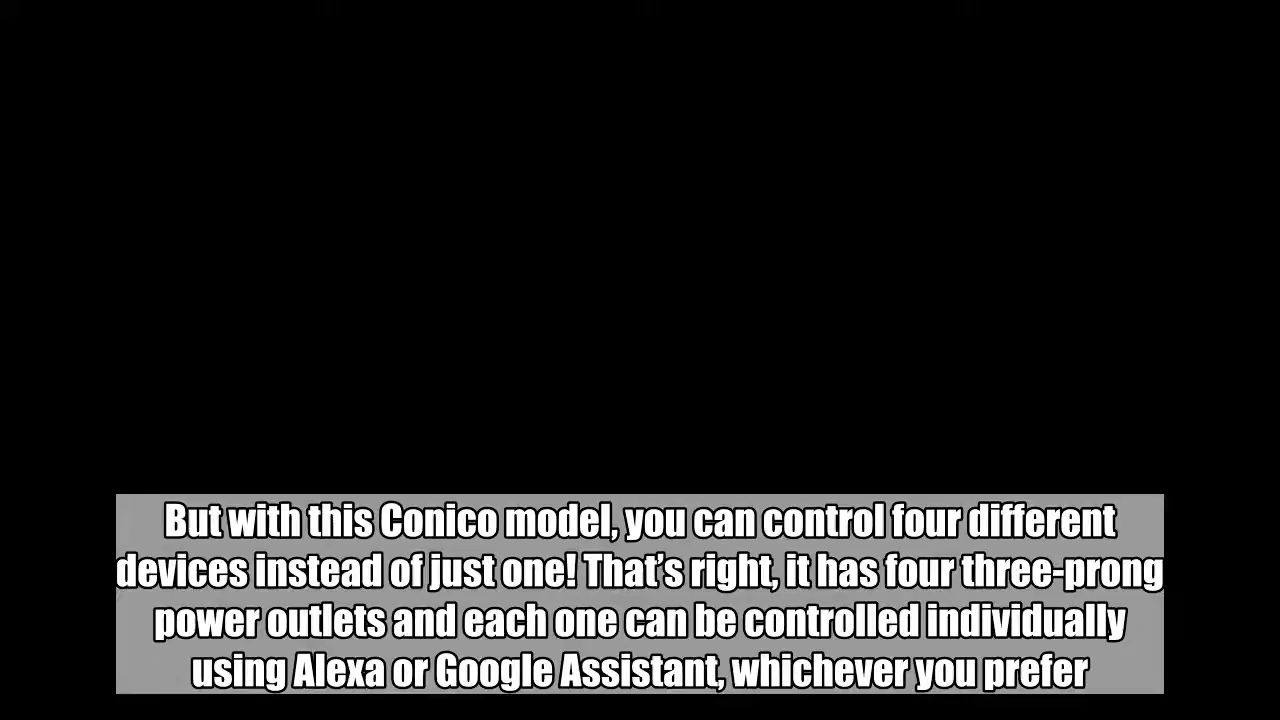 But with this Conico model, you can control four different
devices instead of just one! That's right, it has four three-prong
power outlets and each one can be controlled individually
using Alexa or Google Assistant, whichever you prefer